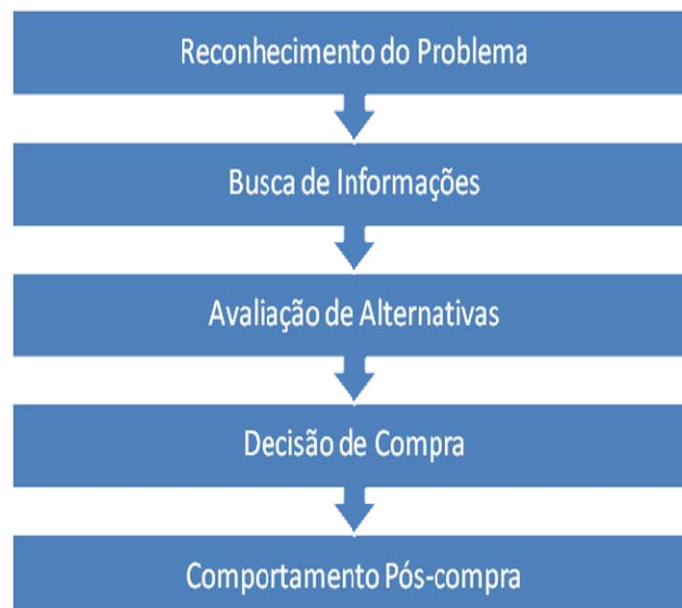 Reconhecimento do Problema
Busca de Informações
Avaliação de Alternativas
Decisão de Compra
Comportamento Pós-compra